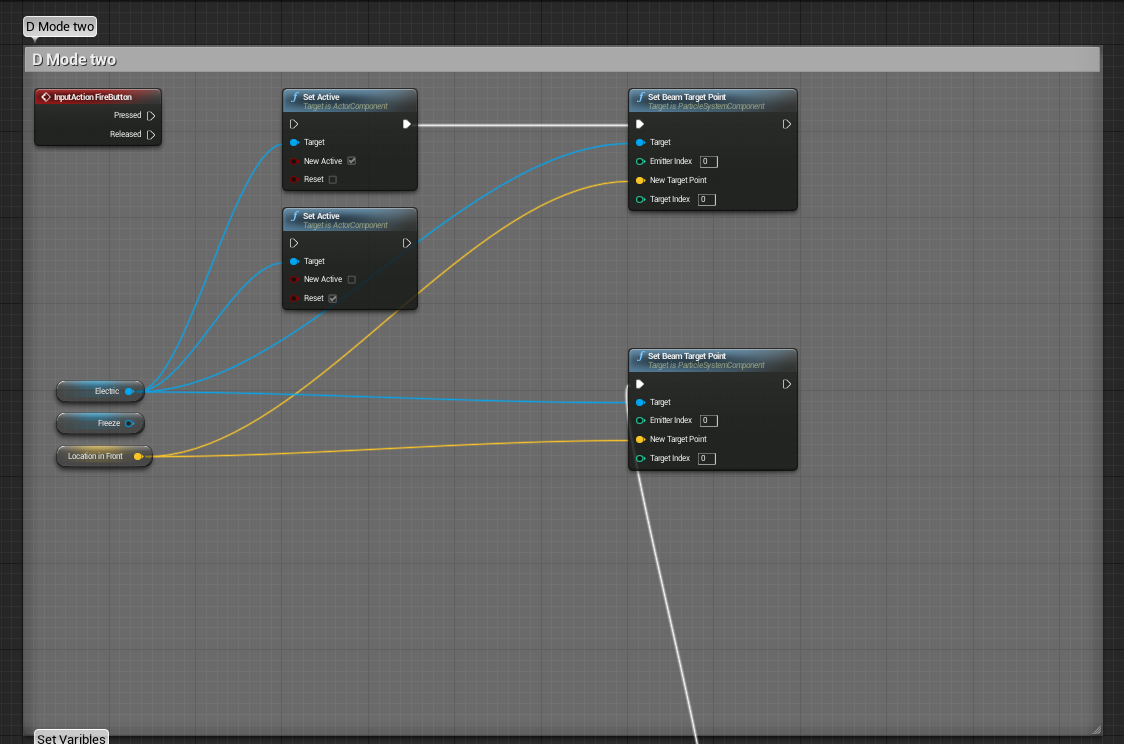 D Mode two
D Mode two
InputAction FireButton
Pressed
Released
f Set Active
Target is ActorComponent
Target
New Active
Reset
f Set Active
Target is ActorComponent
Target
New Active
Reset
f Set Beam Target Point
Target is ParticleSystemComponent
Target
Emitter Index 0
New Target Point
Target Index 0
Electric
Freeze
Location in Front
f Set Beam Target Point
Target is ParticleSystemComponent
Target
Emitter Index 0
New Target Point
Target Index 0
Set Varibles